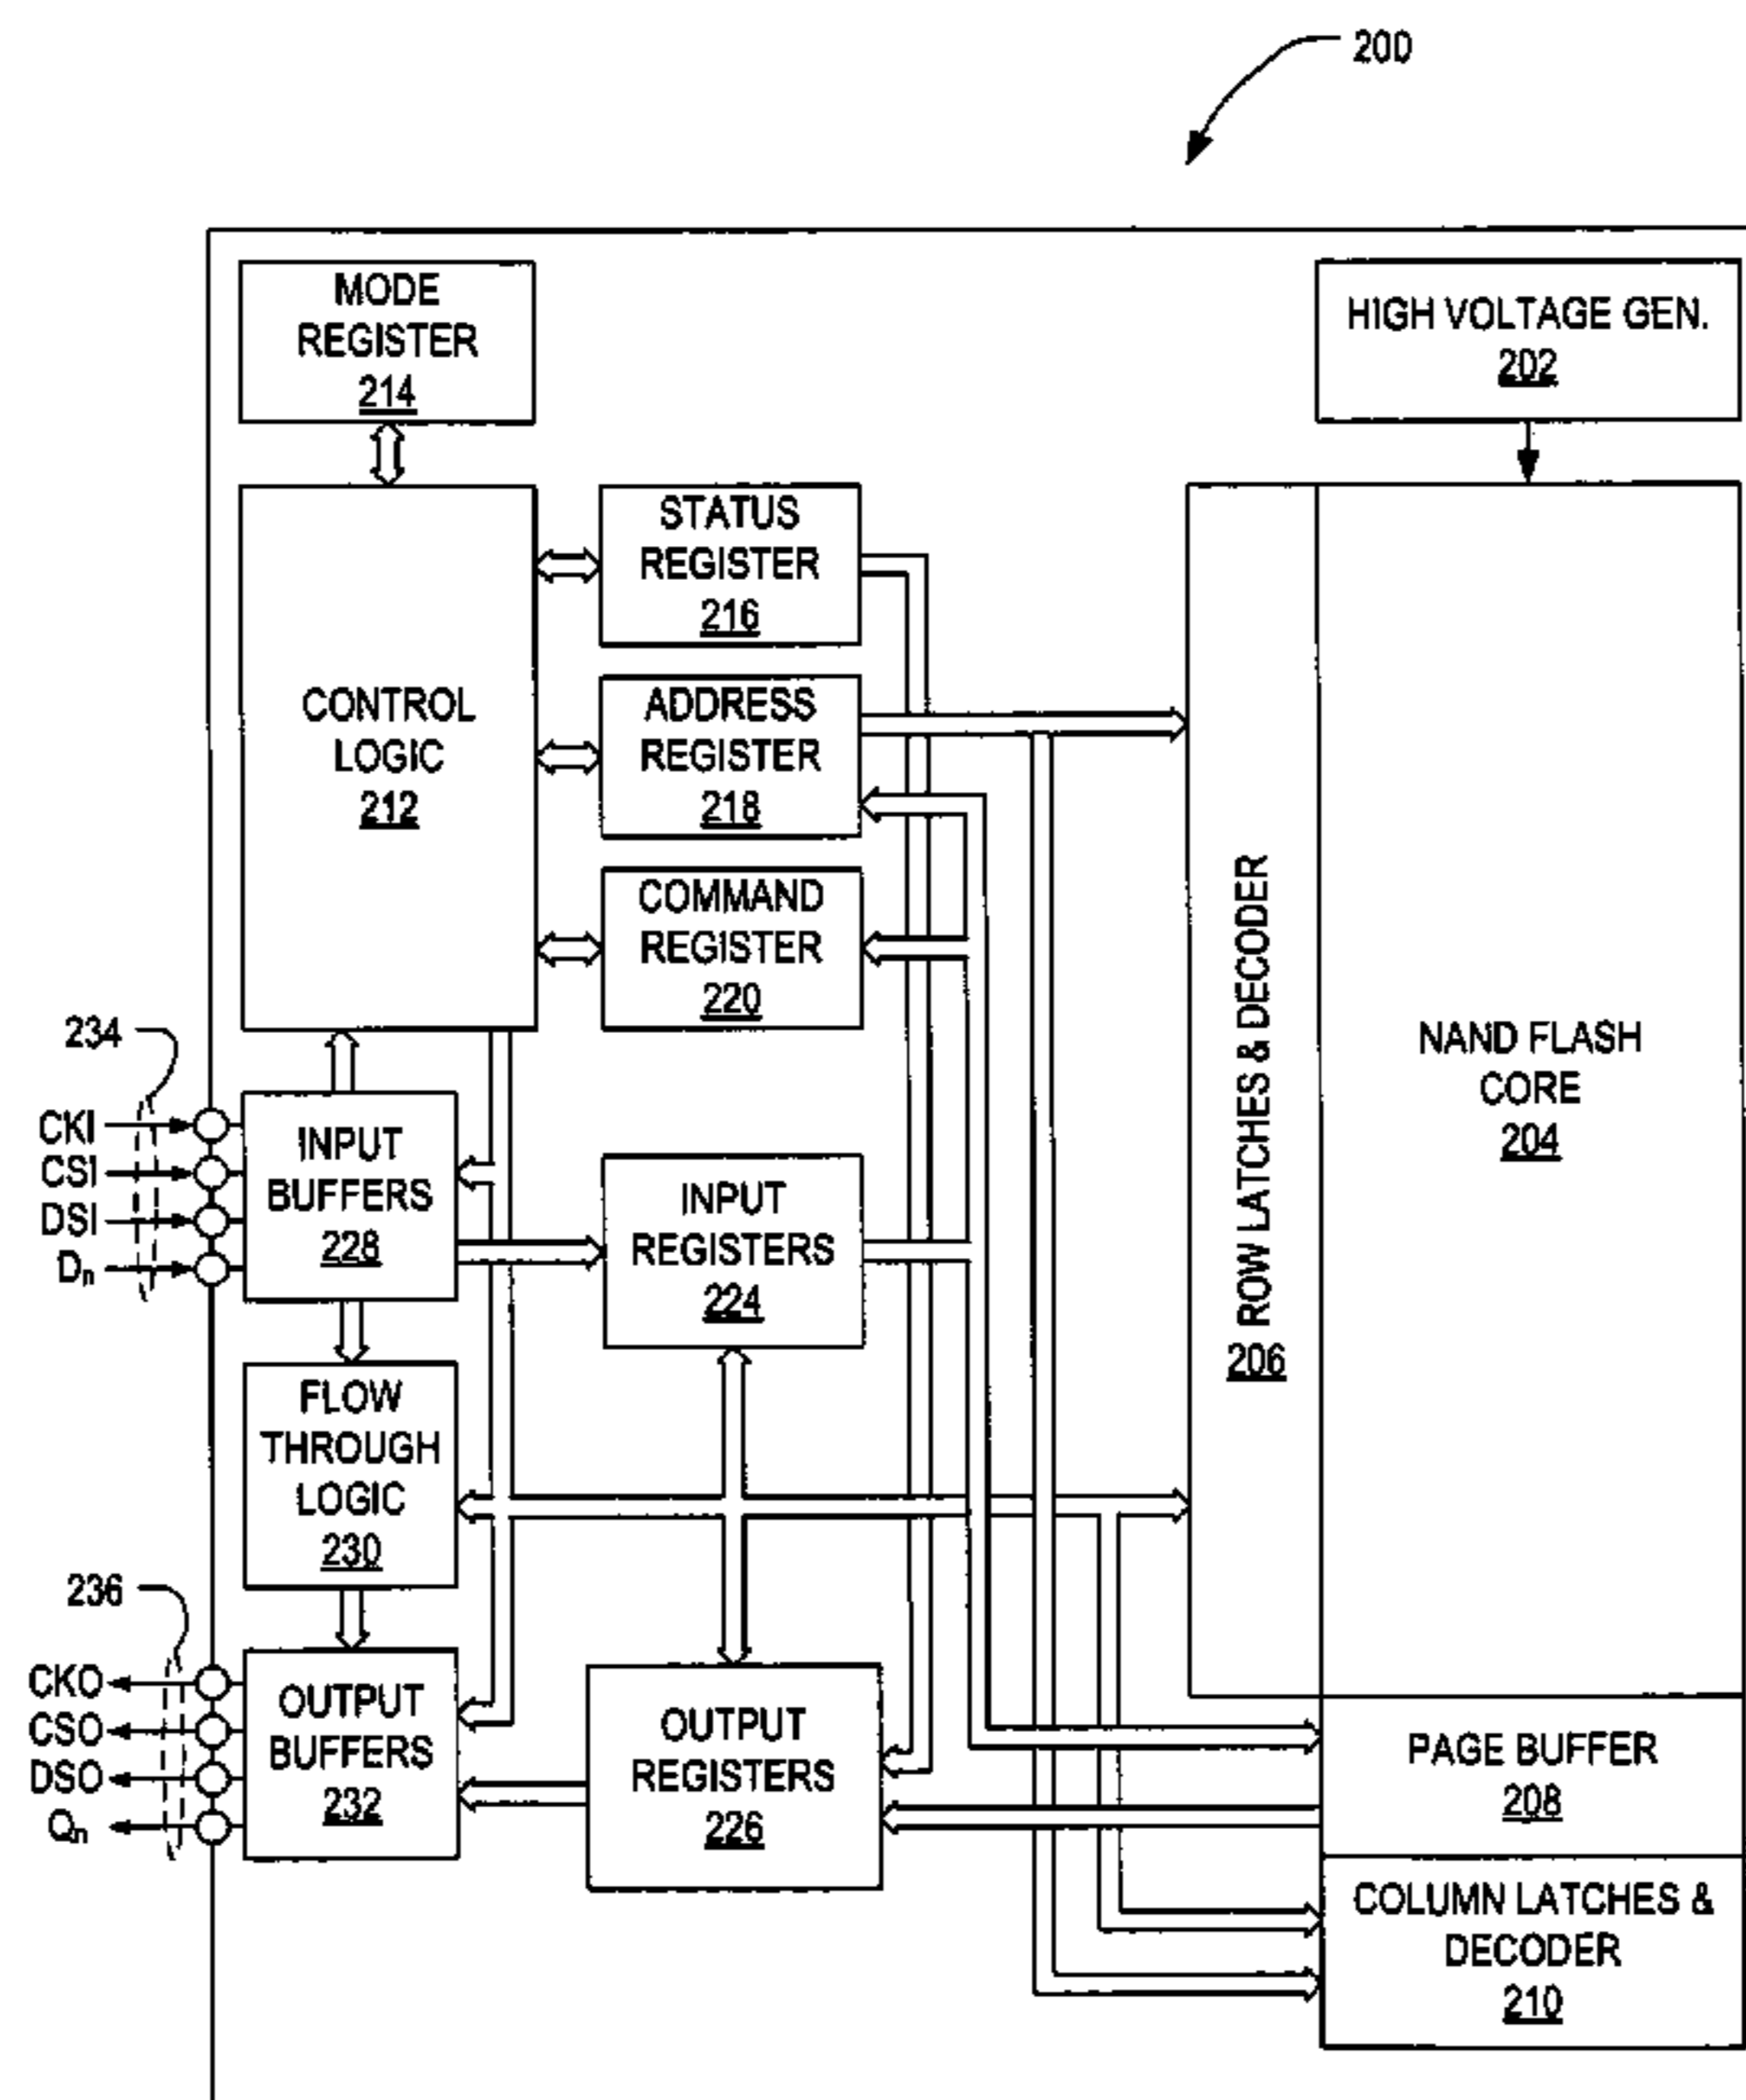 200
MODE
REGISTER
214
HIGH VOLTAGE GEN.
202
CONTROL
LOGIC
212
STATUS
REGISTER
216
ADDRESS
REGISTER
218
COMMAND
REGISTER
220
206 ROW LATCHES & DECODER
NAND FLASH
CORE
204
234
CKI
CSI
DSI
Dn
INPUT
BUFFERS
228
INPUT
REGISTERS
224
FLOW
THROUGH
LOGIC
230
236
CKO
CSO
DSO
Qn
OUTPUT
BUFFERS
232
OUTPUT
REGISTERS
226
PAGE BUFFER
208
COLUMN LATCHES &
DECODER
210